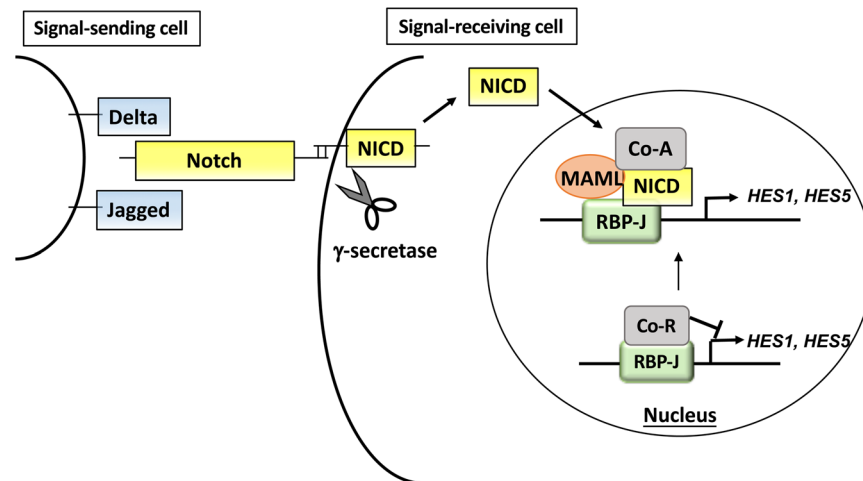 Signal-sending cell
Signal-receiving cell
Delta
Notch
Jagged
NICD
γ-secretase
NICD
Co-A
MAML
NICD
RBP-J
HES1, HES5
Co-R
RBP-J
HES1, HES5
Nucleus